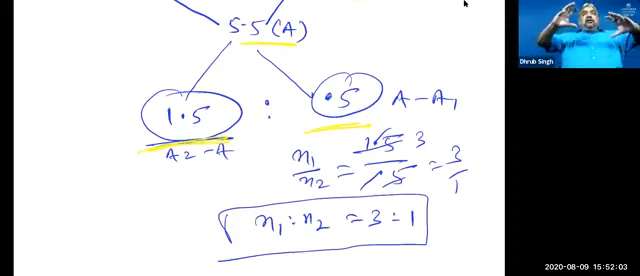 5.5 (A)
1.5 : .5 A-A1
A2-A
n1/n2 = 1.5/.5 3 = 3/1
n1 : n2 = 3 : 1
Dhrub Singh
2020-08-09 15:52:03